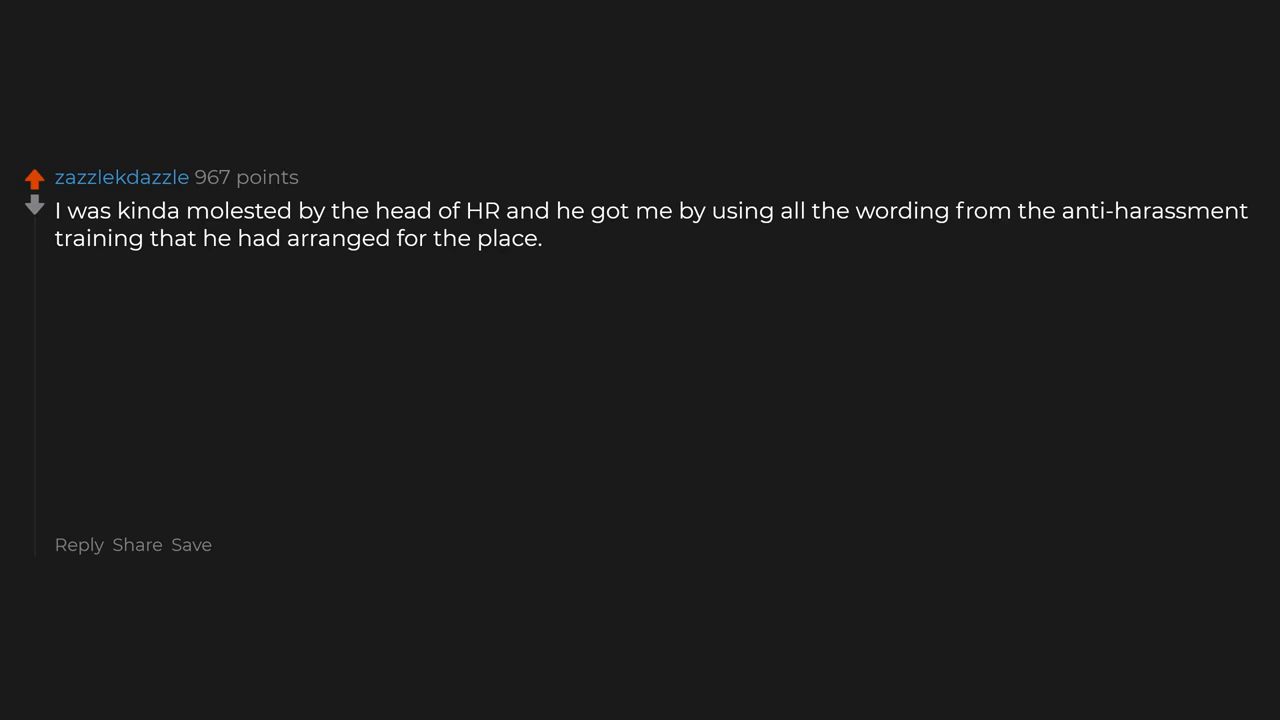 zazzlekdazzle 967 points
I was kinda molested by the head of HR and he got me by using all the wording from the anti-harassment
training that he had arranged for the place.
Reply Share Save